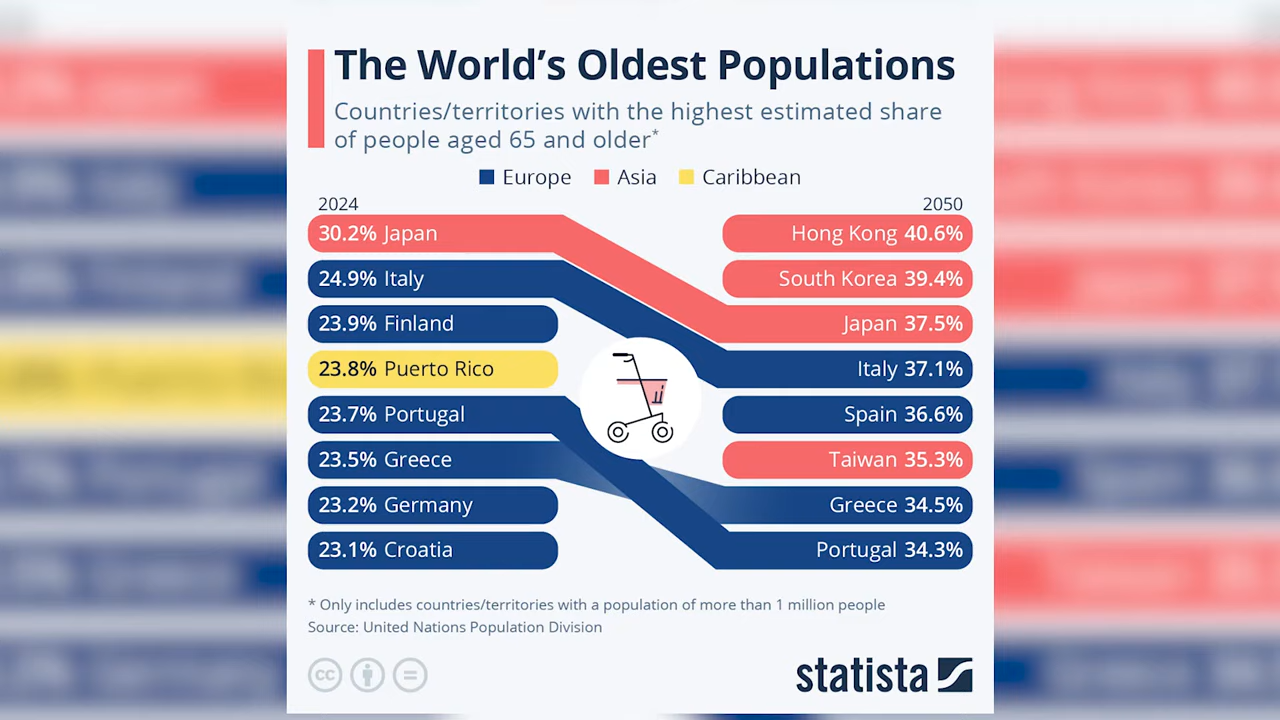 The World's Oldest Populations
Countries/territories with the highest estimated share
of people aged 65 and older*
Europe Asia Caribbean
2024 2050
30.2% Japan
24.9% Italy
23.9% Finland
23.8% Puerto Rico
23.7% Portugal
23.5% Greece
23.2% Germany
23.1% Croatia
Hong Kong 40.6%
South Korea 39.4%
Japan 37.5%
Italy 37.1%
Spain 36.6%
Taiwan 35.3%
Greece 34.5%
Portugal 34.3%
* Only includes countries/territories with a population of more than 1 million people
Source: United Nations Population Division
cc
statista